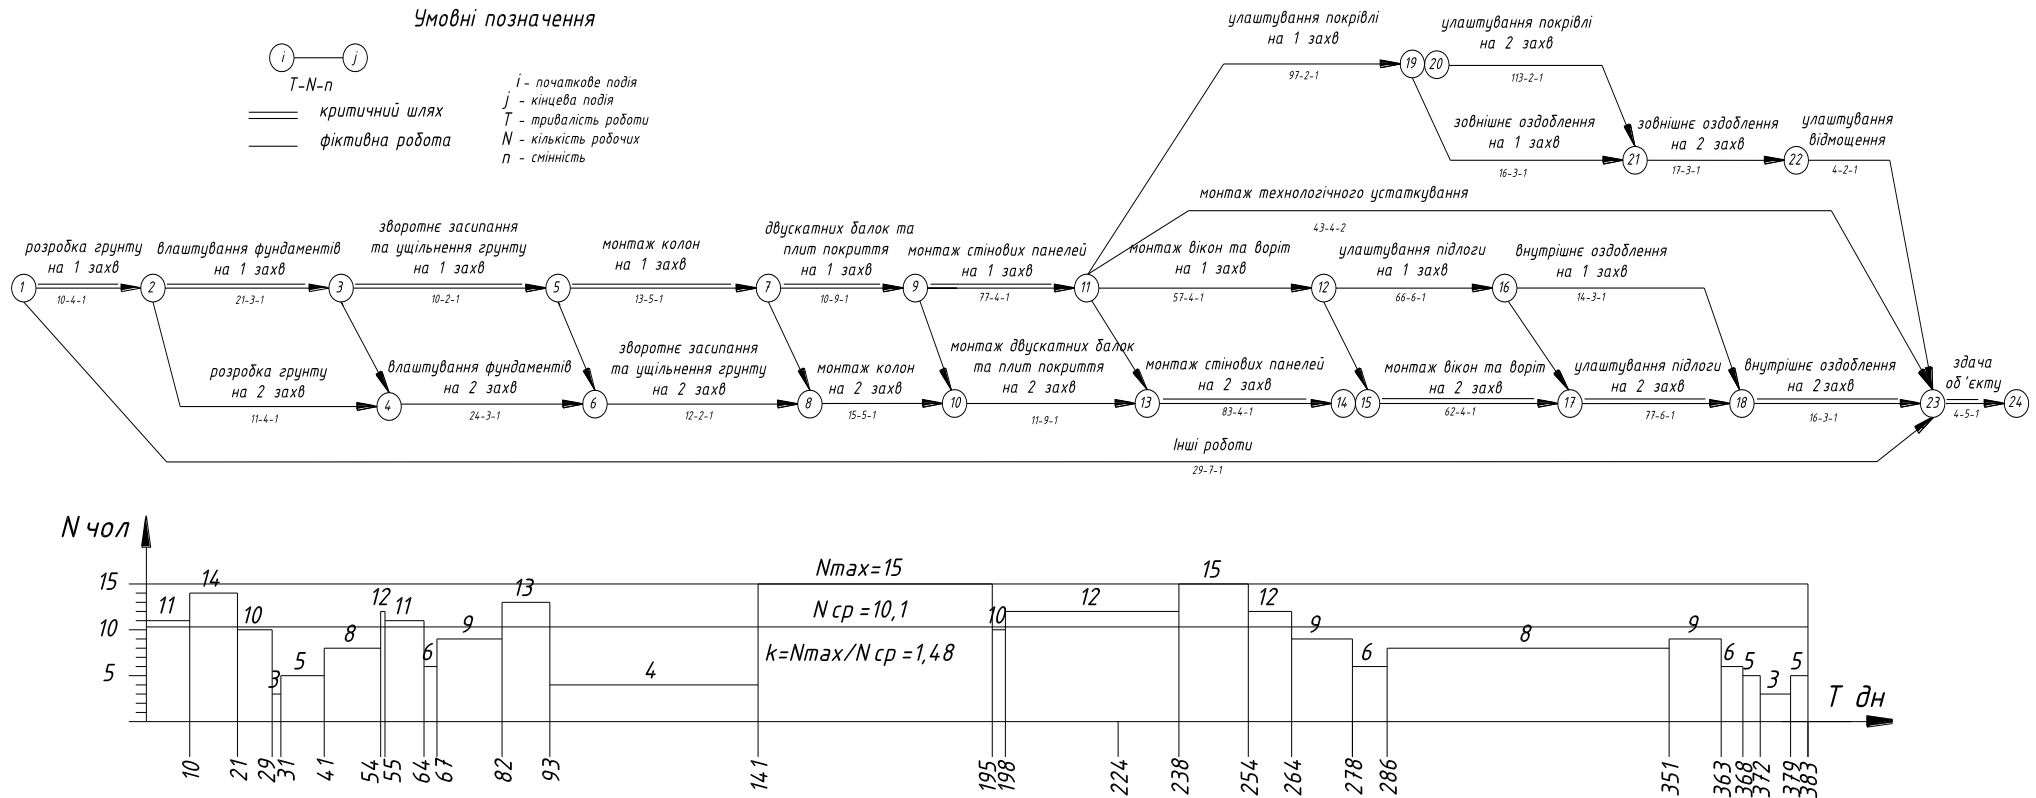 Умовні позначення
i
j
T-N-n
критичний шлях
фіктивна робота
i - початкове подія
j - кінцева подія
T - тривалість роботи
N - кількість робочих
n - смінність
улаштування покрівлі
на 1 захв
97-2-1
19
20
улаштування покрівлі
на 2 захв
113-2-1
зовнішнє оздоблення
на 1 захв
16-3-1
21
зовнішнє оздоблення
на 2 захв
17-3-1
22
улаштування
відмощення
4-2-1
монтаж технологічного устаткування
43-4-2
1
розробка грунту
на 1 захв
10-4-1
2
влаштування фундаментів
на 1 захв
21-3-1
3
зворотнє засипання
та ущільнення грунту
на 1 захв
10-2-1
5
монтаж колон
на 1 захв
13-5-1
7
двускатних балок та
плит покриття
на 1 захв
10-9-1
9
монтаж стінових панелей
на 1 захв
77-4-1
11
монтаж вікон та воріт
на 1 захв
57-4-1
12
улаштування підлоги
на 1 захв
66-6-1
16
внутрішнє оздоблення
на 1 захв
14-3-1
розробка грунту
на 2 захв
11-4-1
4
влаштування фундаментів
на 2 захв
24-3-1
6
зворотнє засипання
та ущільнення грунту
на 2 захв
12-2-1
8
монтаж колон
на 2 захв
15-5-1
10
монтаж двускатних балок
та плит покриття
на 2 захв
11-9-1
13
монтаж стінових панелей
на 2 захв
83-4-1
14
15
монтаж вікон та воріт
на 2 захв
62-4-1
17
улаштування підлоги
на 2 захв
77-6-1
18
внутрішнє оздоблення
на 2захв
16-3-1
23
здача
об'єкту
4-5-1
24
Інші роботи
29-7-1
N чол
15
10
5
11
14
10
3
5
8
12
11
6
9
13
4
Nmax=15
N ср =10,1
k=Nmax/N ср =1,48
10
12
15
12
9
6
8
9
6
5
3
5
T дн
10
21
29
31
41
54
55
64
67
82
93
141
195
198
224
238
254
264
278
286
351
363
368
372
379
383